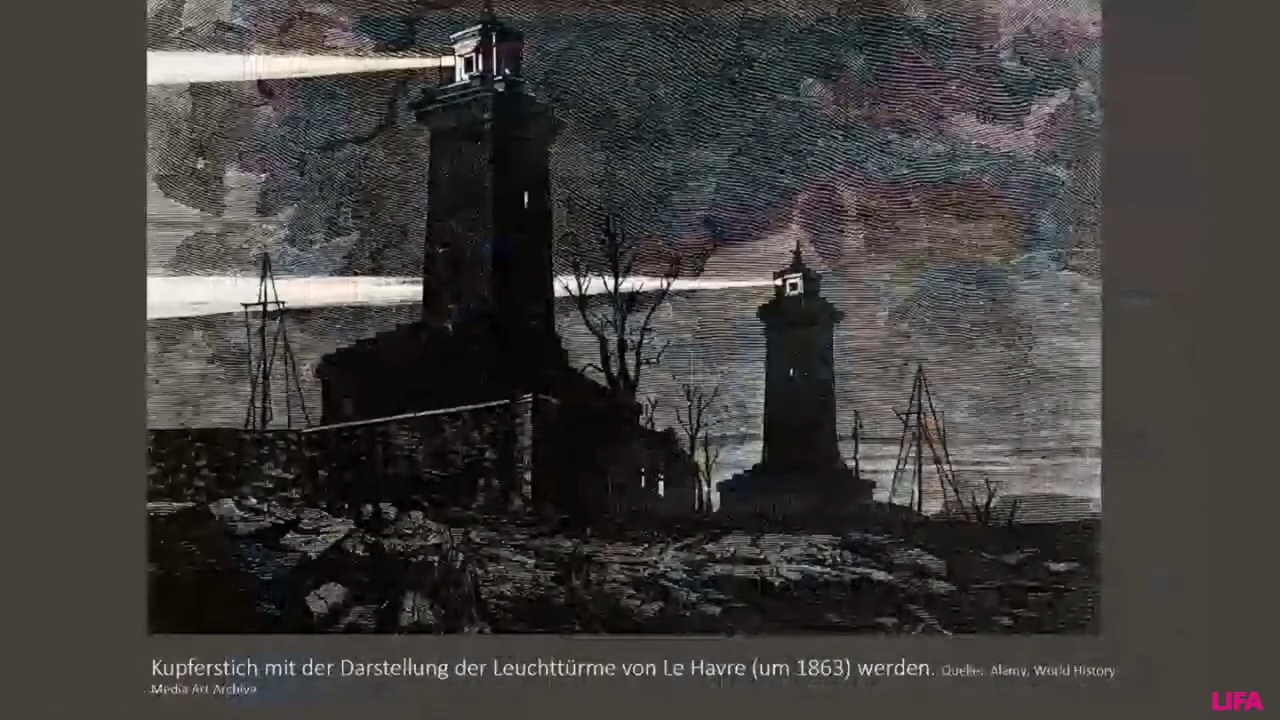 Kupferstich mit der Darstellung der Leuchttürme von Le Havre (um 1863) werden. Quelle: Alamy, World History
Media Art Archive
LIFA